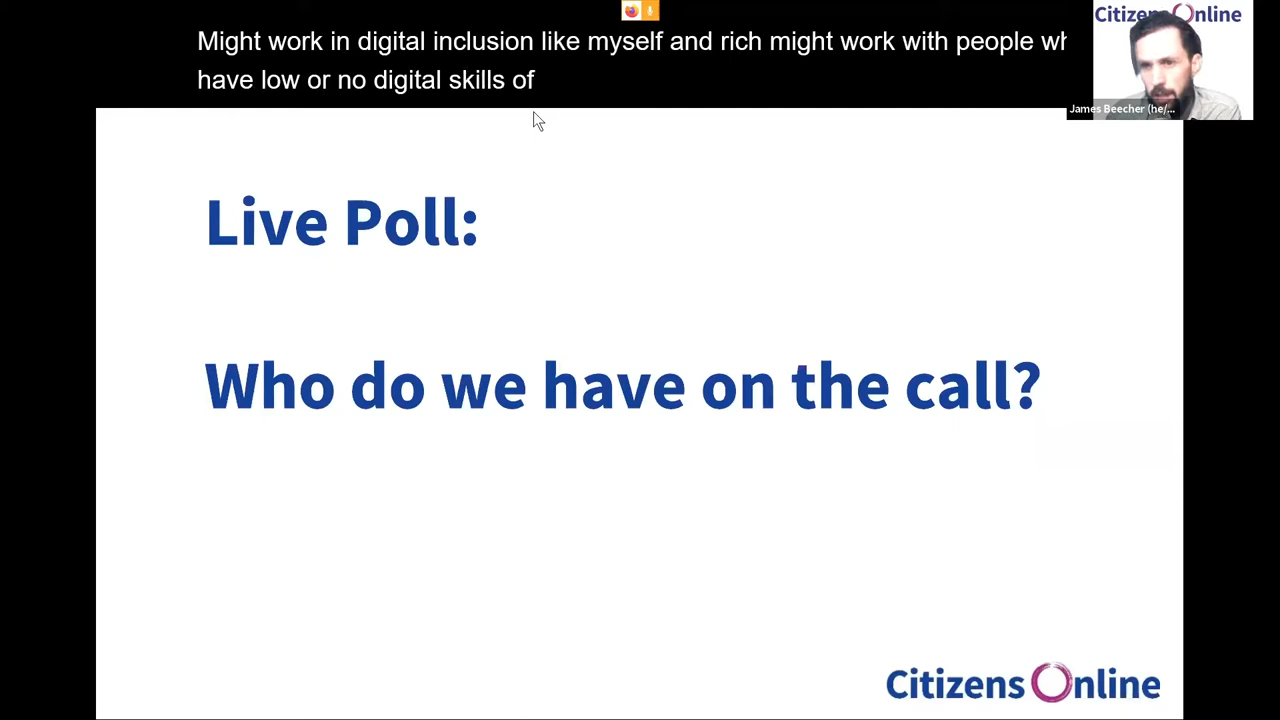 Might work in digital inclusion like myself and rich might work with people wh
have low or no digital skills of
Citizens Online
James Beecher (he/...
Live Poll:
Who do we have on the call?
Citizens Online